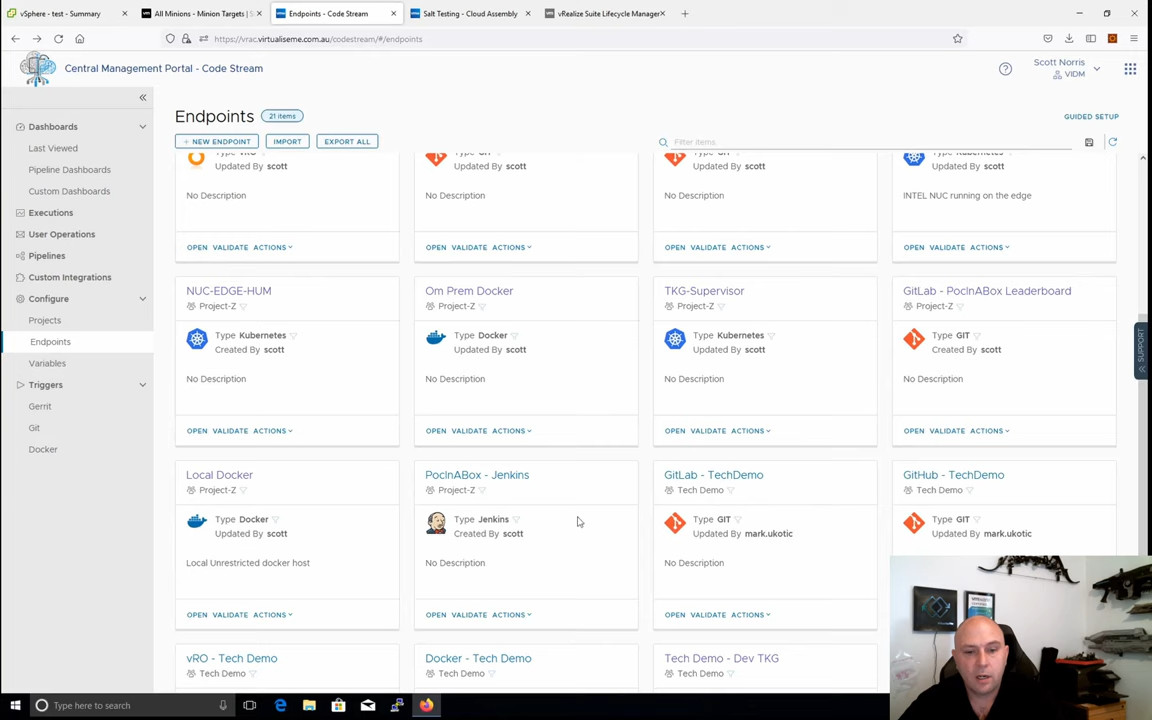 vSphere - test - Summary
All Minions - Minion Targets | S
Endpoints - Code Stream
Salt Testing - Cloud Assembly
vRealize Suite Lifecycle Manager
https://vrac.virtualiseme.com.au/codestream/#/endpoints
Central Management Portal - Code Stream
Scott Norris
VIDM
Dashboards
Last Viewed
Pipeline Dashboards
Custom Dashboards
Executions
User Operations
Pipelines
Custom Integrations
Configure
Projects
Endpoints
Variables
Triggers
Gerrit
Git
Docker
Endpoints 21 items
GUIDED SETUP
+ NEW ENDPOINT IMPORT EXPORT ALL
Filter items.
Updated By scott
No Description
OPEN VALIDATE ACTIONS
Updated By scott
No Description
OPEN VALIDATE ACTIONS
Updated By scott
No Description
OPEN VALIDATE ACTIONS
Type Kubernetes
Updated By scott
INTEL NUC running on the edge
OPEN VALIDATE ACTIONS
NUC-EDGE-HUM
Project-Z
Type Kubernetes
Created By scott
No Description
OPEN VALIDATE ACTIONS
Om Prem Docker
Project-Z
Type Docker
Updated By scott
No Description
OPEN VALIDATE ACTIONS
TKG-Supervisor
Project-Z
Type Kubernetes
Updated By scott
No Description
OPEN VALIDATE ACTIONS
GitLab - PocInABox Leaderboard
Project-Z
Type GIT
Created By scott
No Description
OPEN VALIDATE ACTIONS
Local Docker
Project-Z
Type Docker
Updated By scott
Local Unrestricted docker host
OPEN VALIDATE ACTIONS
PocInABox - Jenkins
Project-Z
Type Jenkins
Created By scott
No Description
OPEN VALIDATE ACTIONS
GitLab - TechDemo
Tech Demo
Type GIT
Updated By mark.ukotic
No Description
OPEN VALIDATE ACTIONS
GitHub - TechDemo
Tech Demo
Type GIT
Updated By mark.ukotic
vRO - Tech Demo
Tech Demo
Docker - Tech Demo
Tech Demo
Tech Demo - Dev TKG
Tech Demo
SUPPORT
Type here to search